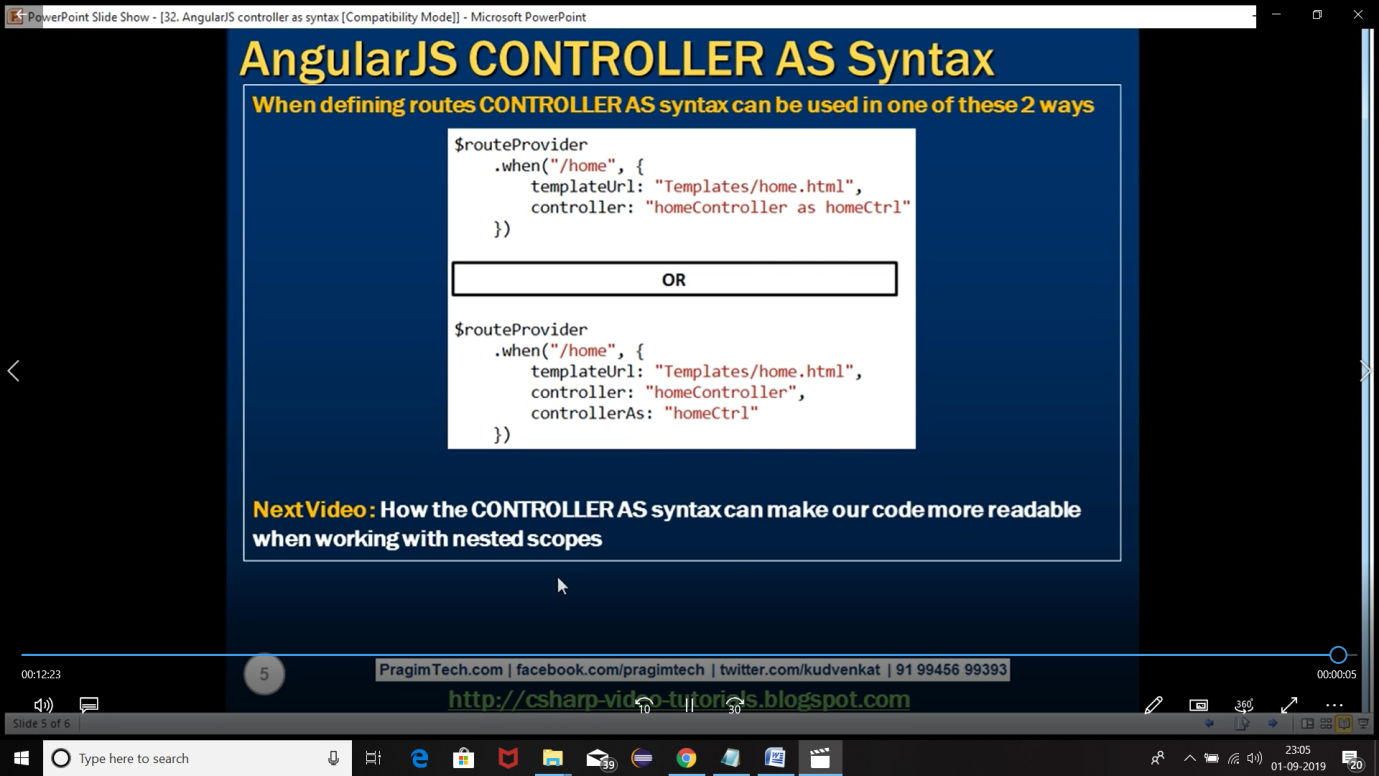 PowerPoint Slide Show - [32. AngularJS controller as syntax [Compatibility Mode]] - Microsoft PowerPoint
AngularJS CONTROLLER AS Syntax
When defining routes CONTROLLER AS syntax can be used in one of these 2 ways
$routeProvider
.when("/home", {
templateUrl: "Templates/home.html",
controller: "homeController as homeCtrl"
})
OR
$routeProvider
.when("/home", {
templateUrl: "Templates/home.html",
controller: "homeController",
controllerAs: "homeCtrl"
})
Next Video : How the CONTROLLER AS syntax can make our code more readable
when working with nested scopes
5
PragimTech.com | facebook.com/pragimtech | twitter.com/kudvenkat | 91 99456 99393
00:12:23
00:00:05
http://csharp-video-tutorials.blogspot.com
10
30
360
Slide 5 of 6
Type here to search
39
23:05
01-09-2019
20